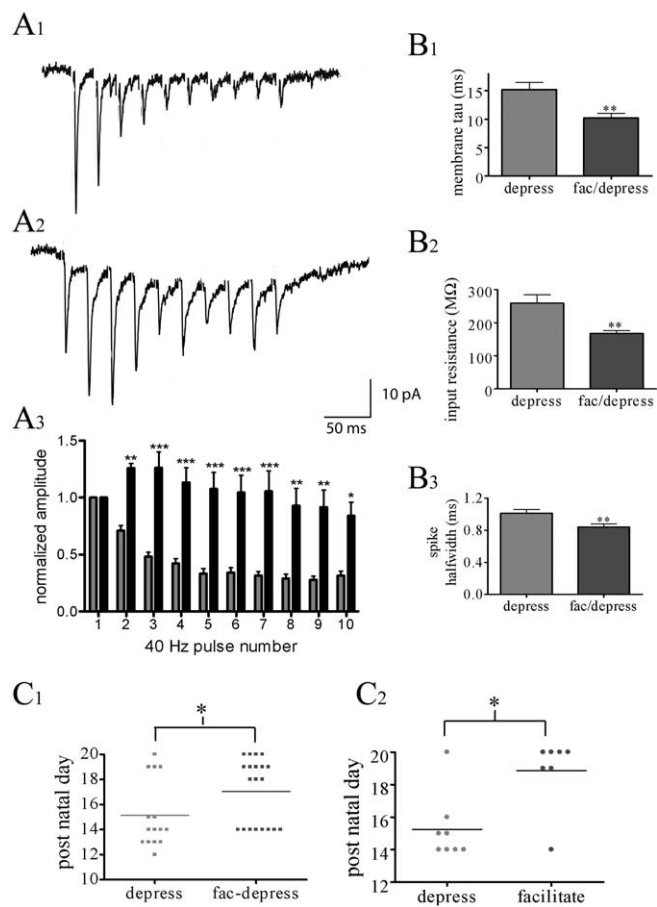 A1
A2
10 pA
50 ms
A3
normalized amplitude
1.5
1.0
0.5
0.0
** *** *** *** *** *** ** ** *
1 2 3 4 5 6 7 8 9 10
40 Hz pulse number
B1
membrane tau (ms)
15
10
5
0
**
depress fac/depress
B2
input resistance (MΩ)
300
200
100
0
**
depress fac/depress
B3
spike
halfwidth (ms)
1.2
0.8
0.4
0.0
**
depress fac/depress
C1
*
post natal day
20
18
16
14
12
10
depress fac-depress
C2
*
post natal day
20
18
16
14
12
depress facilitate